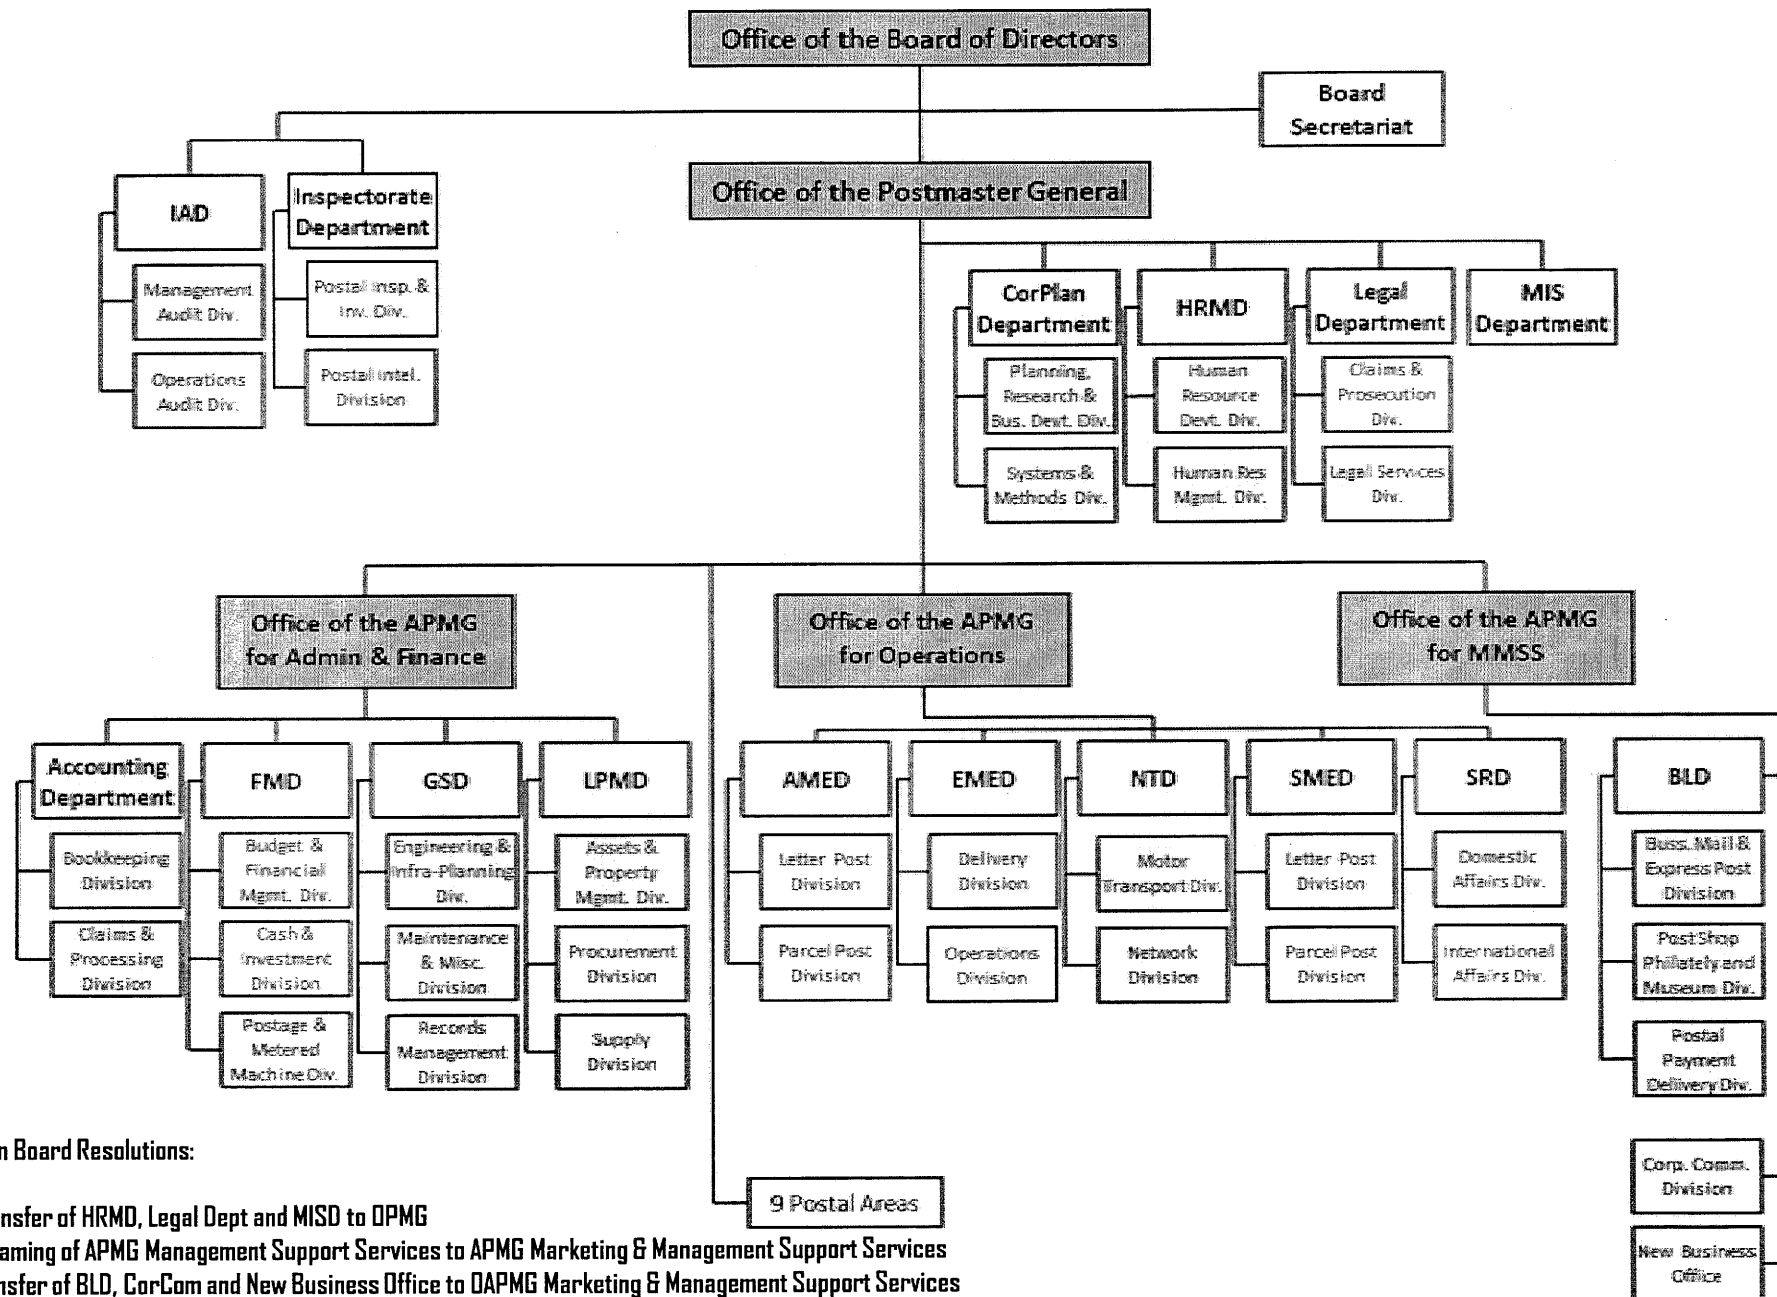 Office of the Board of Directors
Board
Secretariat
Office of the Postmaster General
IAD
Management
Audit Div.
Operations
Audit Div.
Inspectorate
Department
Postal Insp. &
Inv. Div.
Postal Intel.
Division
CorPlan
Department
Planning,
Research &
Bus. Devt. Div.
Systems &
Methods Div.
HRMD
Human
Resource
Devt. Div.
Human Res
Mgmt. Div.
Legal
Department
Claims &
Prosecution
Div.
Legal Services
Div.
MIS
Department
Office of the APMG
for Admin & Finance
Office of the APMG
for Operations
Office of the APMG
for MMSS
Accounting
Department
Bookkeeping
Division
Claims &
Processing
Division
FMD
Budget &
Financial
Mgmt. Div.
Cash &
Investment
Division
Postage &
Metered
Machine Div.
GSD
Engineering &
Infra-Planning
Div.
Maintenance
& Misc.
Division
Records
Management
Division
LPMD
Assets &
Property
Mgmt. Div.
Procurement
Division
Supply
Division
AMED
Letter Post
Division
Parcel Post
Division
EMED
Delivery
Division
Operations
Division
NTD
Motor
Transport Div.
Network
Division
SMED
Letter Post
Division
Parcel Post
Division
SRD
Domestic
Affairs Div.
International
Affairs Div.
BLD
Buss. Mail &
Express Post
Division
PostShop
Philately and
Museum Div.
Postal
Payment
Delivery Div.
Corp. Comm.
Division
New Business
Office
9 Postal Areas
n Board Resolutions:
nsfer of HRMD, Legal Dept and MISD to OPMG
aming of APMG Management Support Services to APMG Marketing & Management Support Services
nsfer of BLD, CorCom and New Business Office to OAPMG Marketing & Management Support Services